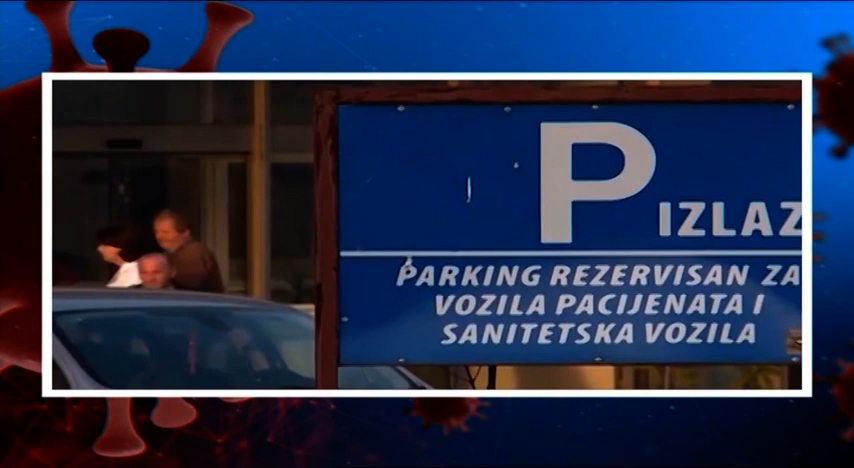 P IZLAZ
PARKING REZERVISAN ZA
VOZILA PACIJENATA I
SANITETSKA VOZILA